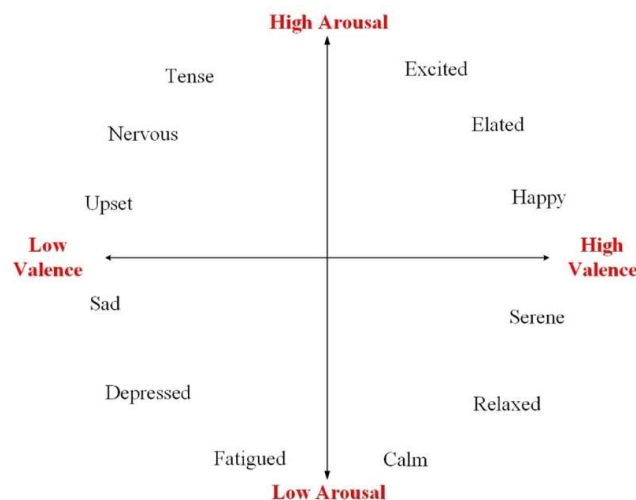 High Arousal
Tense
Excited
Nervous
Elated
Upset
Happy
Low
Valence
High
Valence
Sad
Serene
Depressed
Relaxed
Fatigued
Calm
Low Arousal